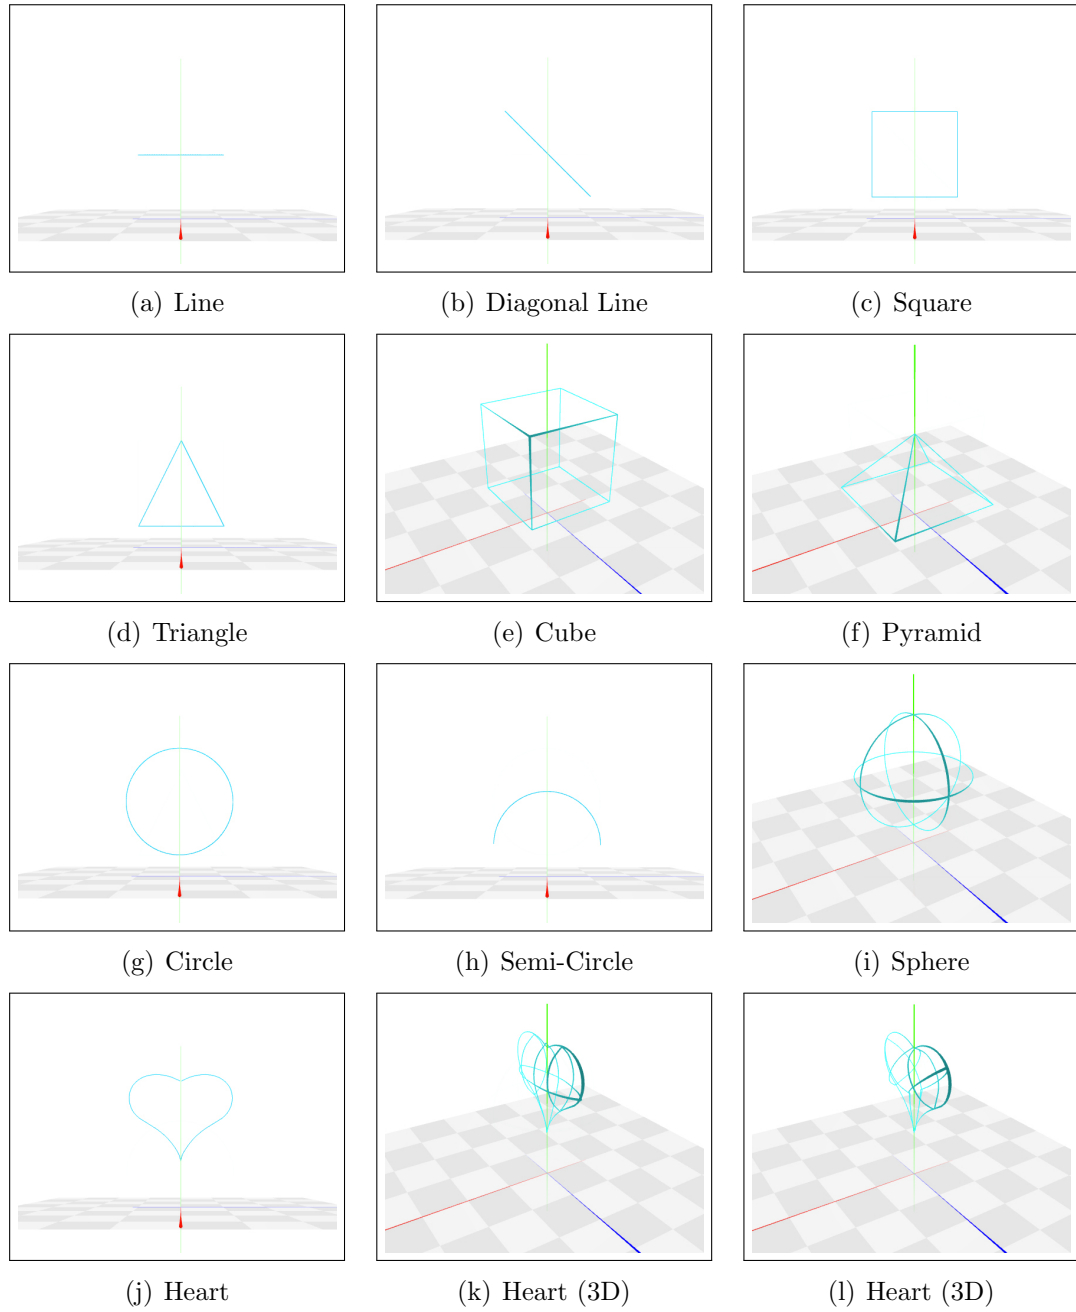 (a) Line
(b) Diagonal Line
(c) Square
(d) Triangle
(e) Cube
(f) Pyramid
(g) Circle
(h) Semi-Circle
(i) Sphere
(j) Heart
(k) Heart (3D)
(l) Heart (3D)